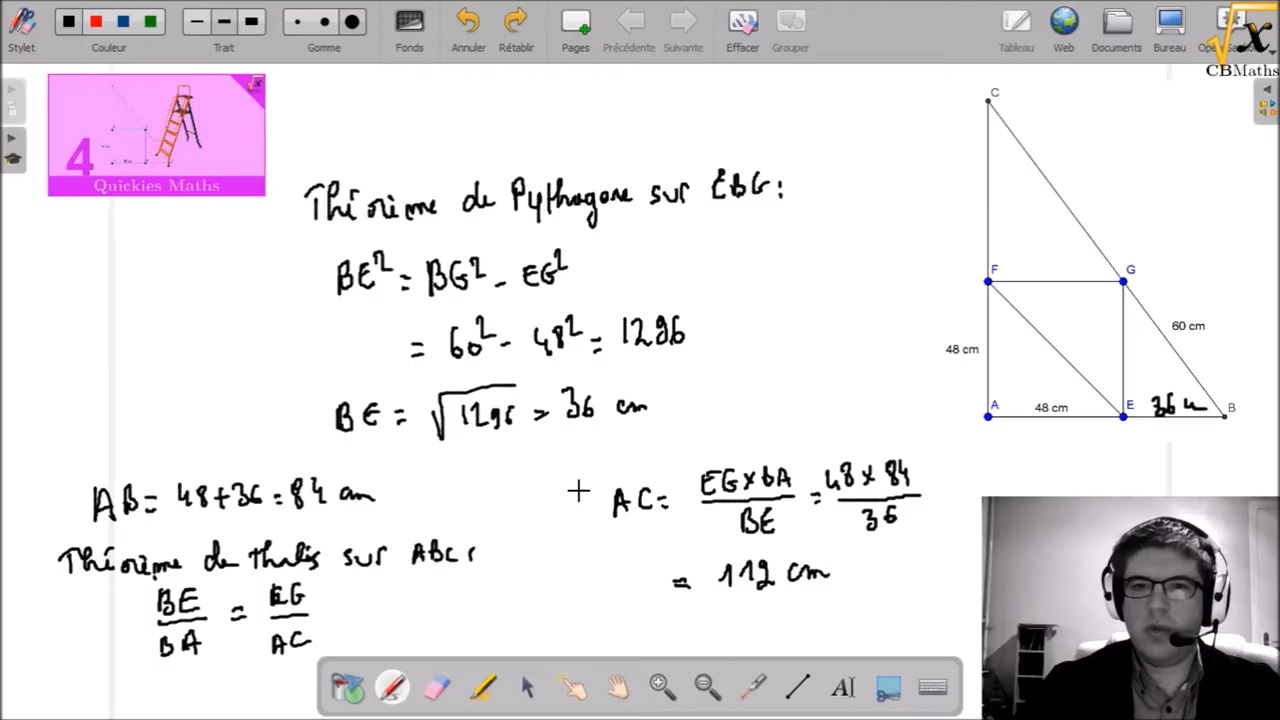 Stylet
Couleur
Trait
Gomme
Fonds
Annuler
Rétablir
Pages
Précédente
Suivante
Effacer
Grouper
Tableau
Web
Documents
Bureau
CBMaths
4
Quickies Maths
Théorème de Pythagore sur EBG :
BE² = BG² - EG²
= 60² - 48² = 1296
BE = √1296 = 36 cm
AB = 48 + 36 = 84 cm
Théorème de Thalès sur ABC :
BE/BA = EG/AC
AC = EG × BA/BE = 48 × 84/36
= 112 cm
C
F
G
60 cm
48 cm
A
48 cm
E
36
B
AI